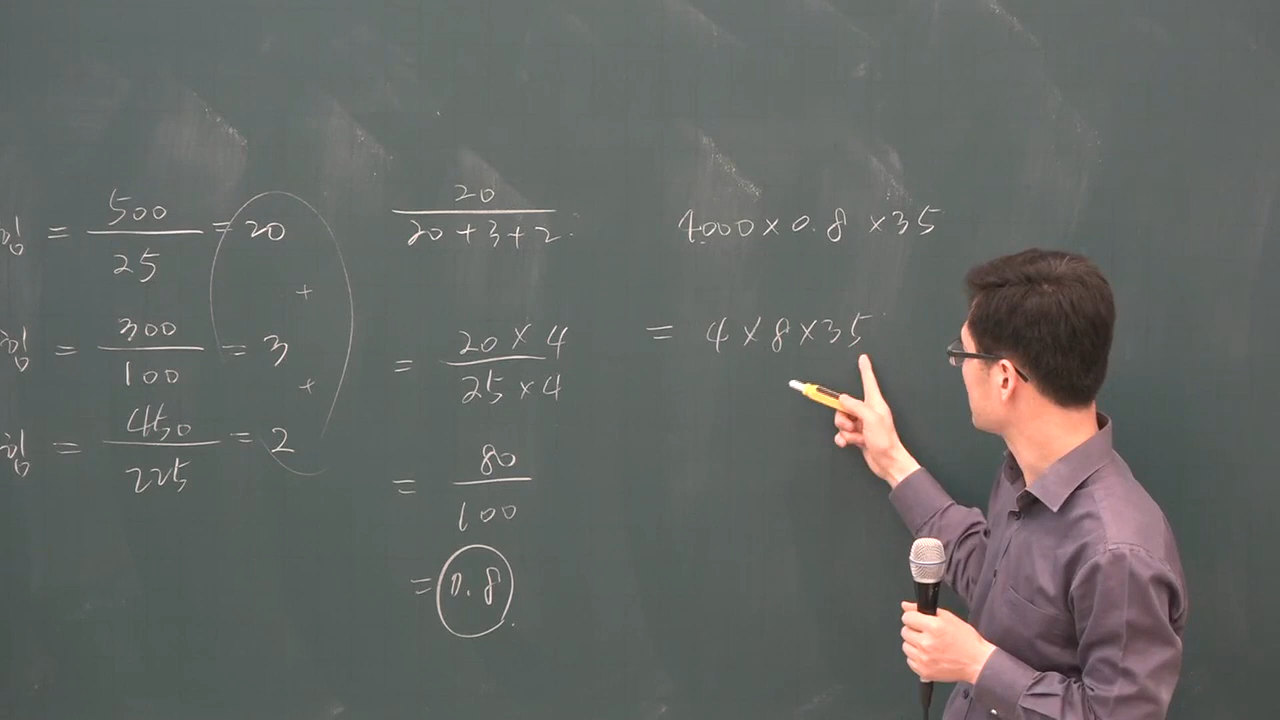 = 500/25 = 20
+
= 300/100 = 3
+
= 450/225 = 2
20/(20+3+2)
= (20×4)/(25×4)
= 80/100
= 0.8
4000×0.8×35
= 4×8×35